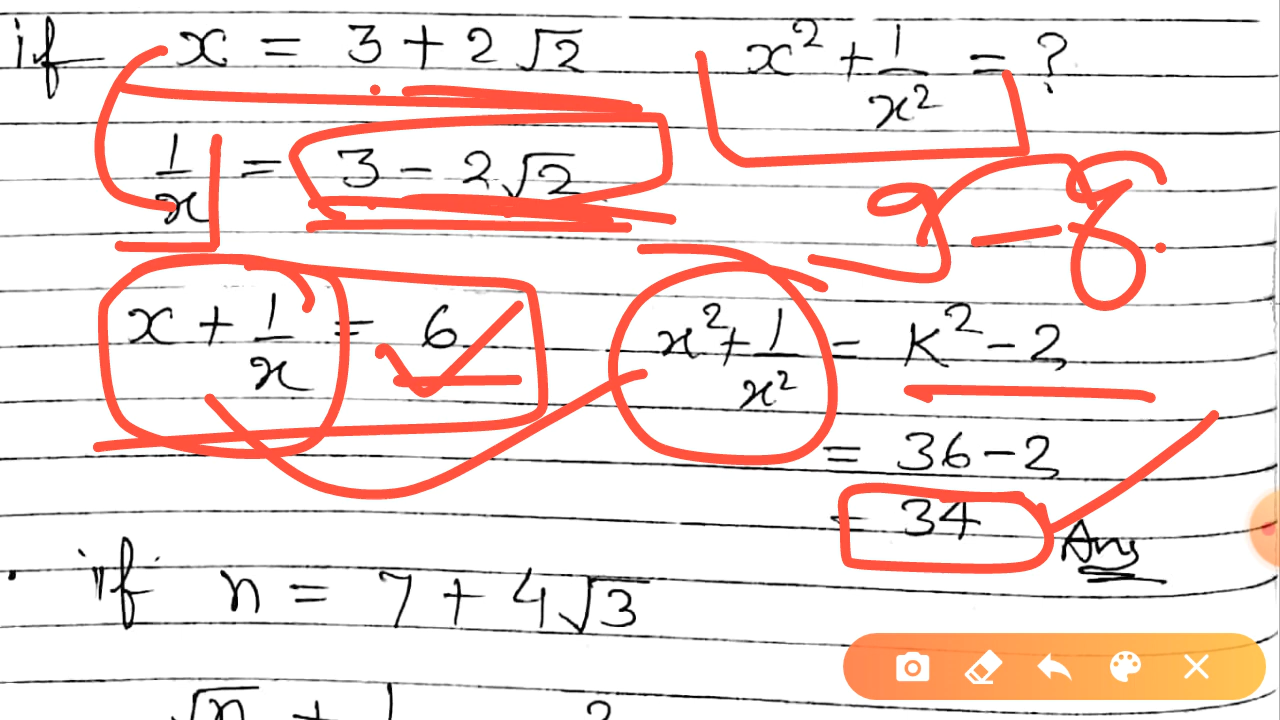 if x = 3 + 2√2 x² + 1/x² = ?
1/x = 3 - 2√2
9 - 8
x + 1/x = 6 x² + 1/x² = K² - 2
= 36 - 2
= 34 Ans
if n = 7 + 4√3
√n + 1 ?